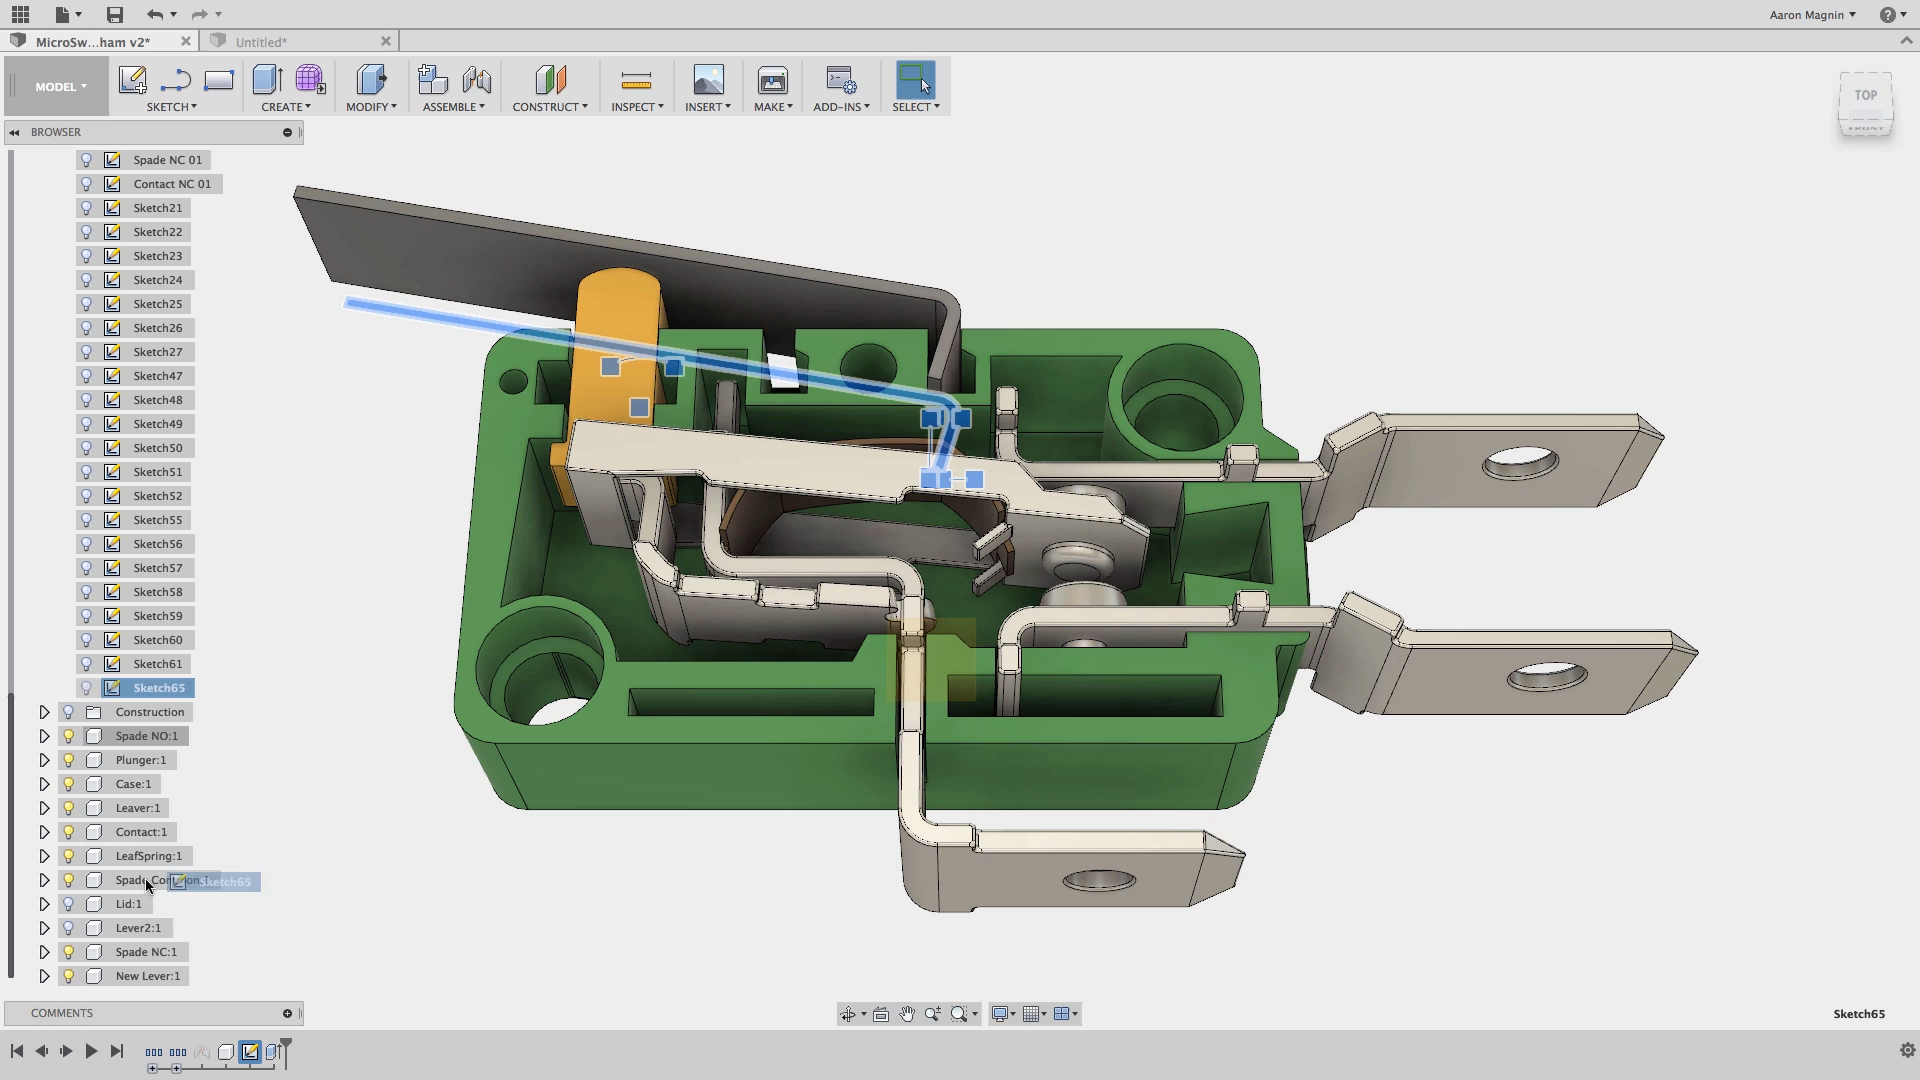 Aaron Magnin
MicroSw...ham v2*
Untitled*
MODEL
SKETCH
CREATE
MODIFY
ASSEMBLE
CONSTRUCT
INSPECT
INSERT
MAKE
ADD-INS
SELECT
TOP
FRONT
BROWSER
Spade NC 01
Contact NC 01
Sketch21
Sketch22
Sketch23
Sketch24
Sketch25
Sketch26
Sketch27
Sketch47
Sketch48
Sketch49
Sketch50
Sketch51
Sketch52
Sketch55
Sketch56
Sketch57
Sketch58
Sketch59
Sketch60
Sketch61
Sketch65
Construction
Spade NO:1
Plunger:1
Case:1
Leaver:1
Contact:1
LeafSpring:1
Spade
Sketch65
Lid:1
Lever2:1
Spade NC:1
New Lever:1
COMMENTS
Sketch65